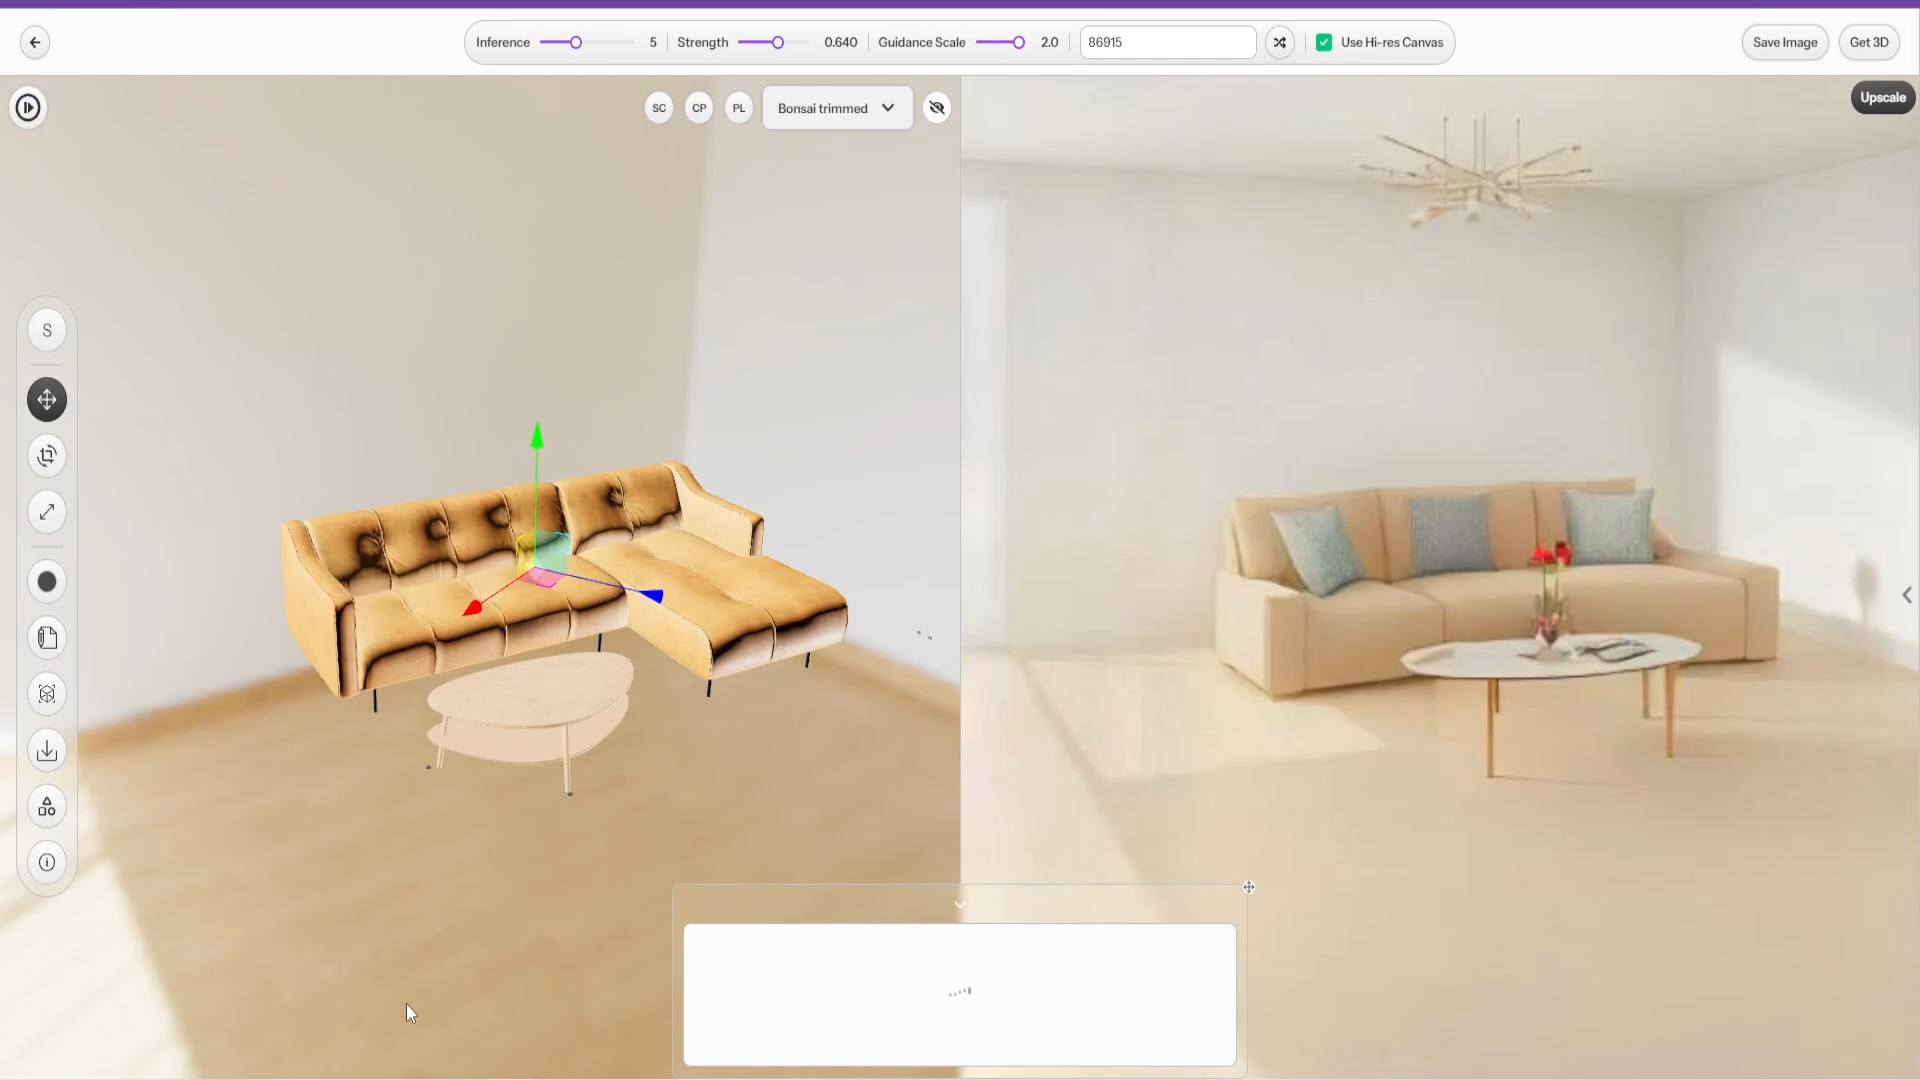 Inference 5 Strength 0.640 Guidance Scale 2.0 86915 Use Hi-res Canvas
Save Image Get 3D
SC CP PL Bonsai trimmed
Upscale
S